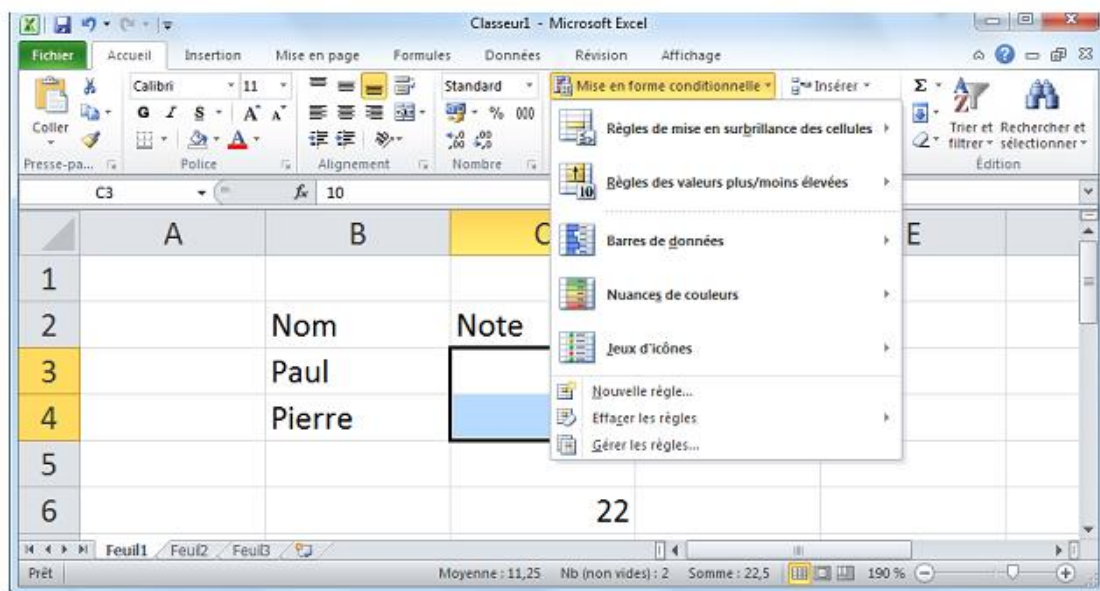 Classeur1 - Microsoft Excel
Fichier Accueil Insertion Mise en page Formules Données Révision Affichage
Coller
Calibri 11
G I S A A
Standard
% 000
Mise en forme conditionnelle
Insérer
Σ
Trier et filtrer
Rechercher et sélectionner
Presse-pa... Police Alignement Nombre Édition
C3 fx 10
A B C E
1
2 Nom Note
3 Paul
4 Pierre
5
6 22
Règles de mise en surbrillance des cellules
Règles des valeurs plus/moins élevées
Barres de données
Nuances de couleurs
Jeux d'icônes
Nouvelle règle...
Effacer les règles
Gérer les règles...
Feuil1 Feuil2 Feuil3
Prêt Moyenne : 11,25 Nb (non vides) : 2 Somme : 22,5 190 %